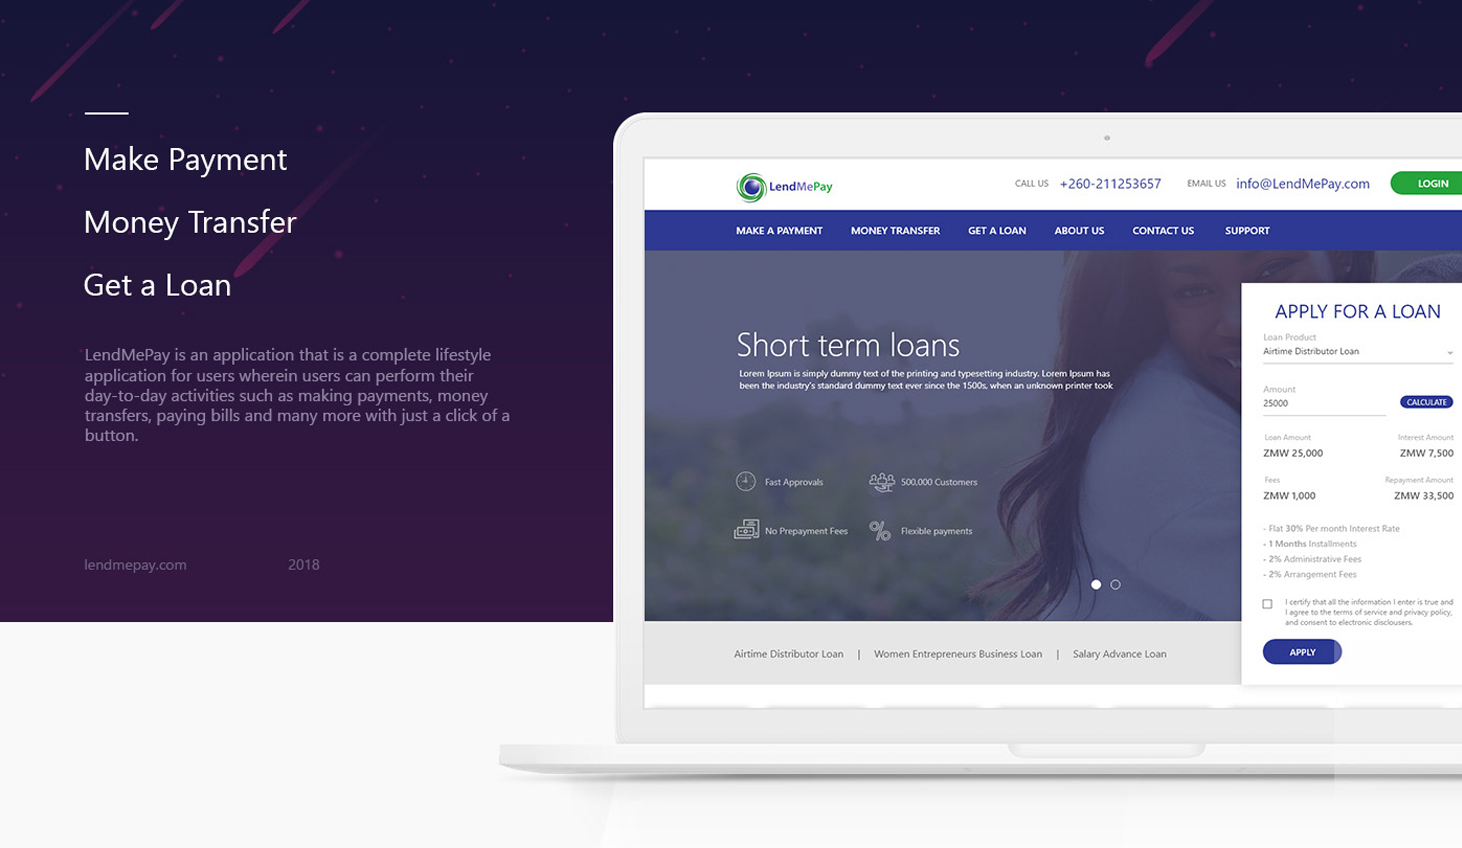 Make Payment
Money Transfer
Get a Loan
LendMePay is an application that is a complete lifestyle
application for users wherein users can perform their
day-to-day activities such as making payments, money
transfers, paying bills and many more with just a click of a
button.
lendmepay.com 2018
LendMePay CALL US +260-211253657 EMAIL US info@LendMePay.com LOGIN
MAKE A PAYMENT MONEY TRANSFER GET A LOAN ABOUT US CONTACT US SUPPORT
Short term loans
Lorem Ipsum is simply dummy text of the printing and typesetting industry. Lorem Ipsum has
been the industry's standard dummy text ever since the 1500s, when an unknown printer took
Fast Approvals 500,000 Customers
No Prepayment Fees Flexible payments
APPLY FOR A LOAN
Loan Product
Airtime Distributor Loan
Amount
25000 CALCULATE
Loan Amount Interest Amount
ZMW 25,000 ZMW 7,500
Fees Repayment Amount
ZMW 1,000 ZMW 33,500
- Flat 30% Per month Interest Rate
- 1 Months Installments
- 2% Administrative Fees
- 2% Arrangement Fees
I certify that all the information I enter is true and
I agree to the terms of service and privacy policy,
and consent to electronic disclousers.
APPLY
Airtime Distributor Loan | Women Entrepreneurs Business Loan | Salary Advance Loan